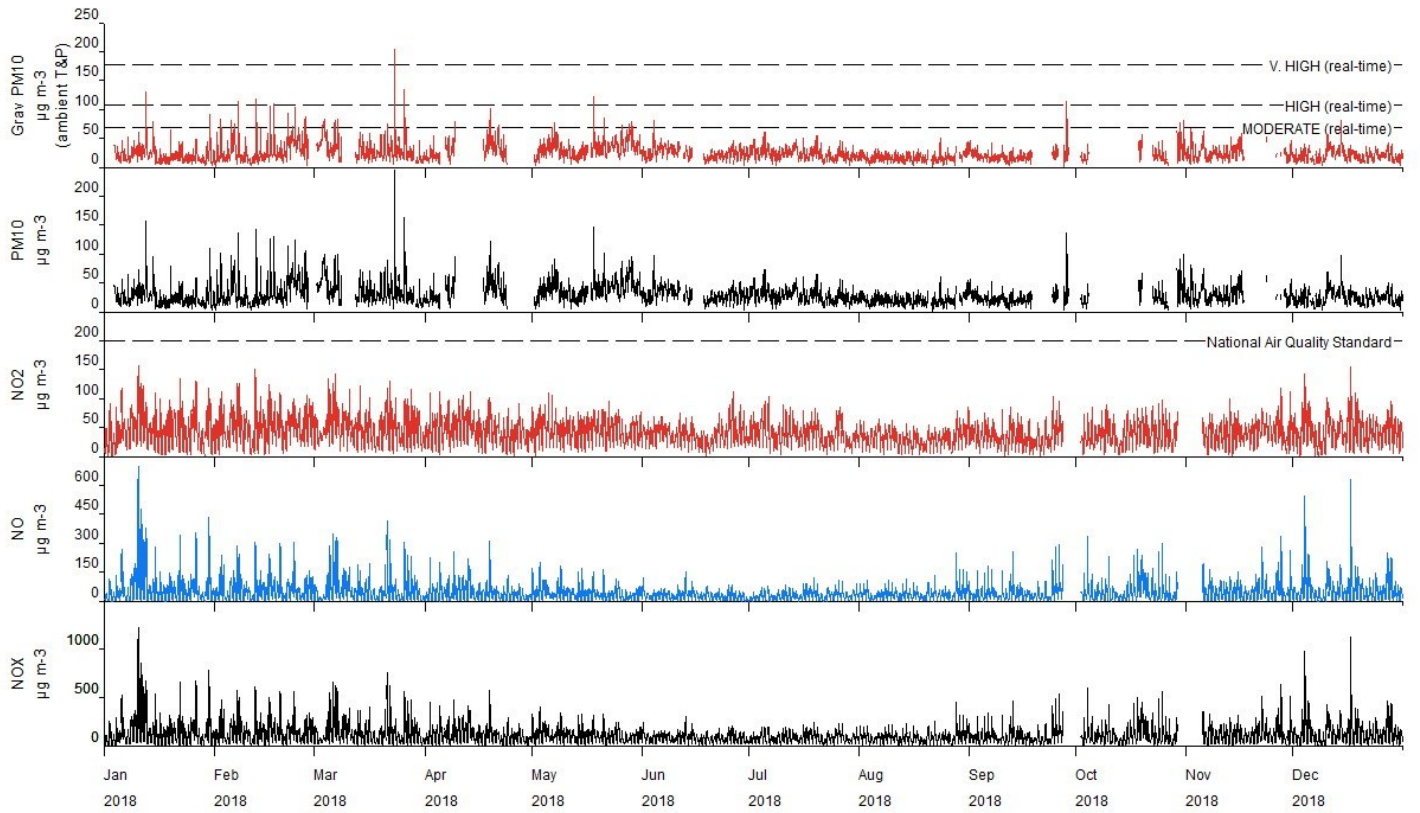 250
200
150
100
50
0
Grav PM10
µg m-3
(ambient T&P)
V. HIGH (real-time)
HIGH (real-time)
MODERATE (real-time)
200
150
100
50
0
PM10
µg m-3
200
150
100
50
0
NO2
µg m-3
National Air Quality Standard
600
450
300
150
0
NO
µg m-3
1000
500
0
NOX
µg m-3
Jan Feb Mar Apr May Jun Jul Aug Sep Oct Nov Dec
2018 2018 2018 2018 2018 2018 2018 2018 2018 2018 2018 2018